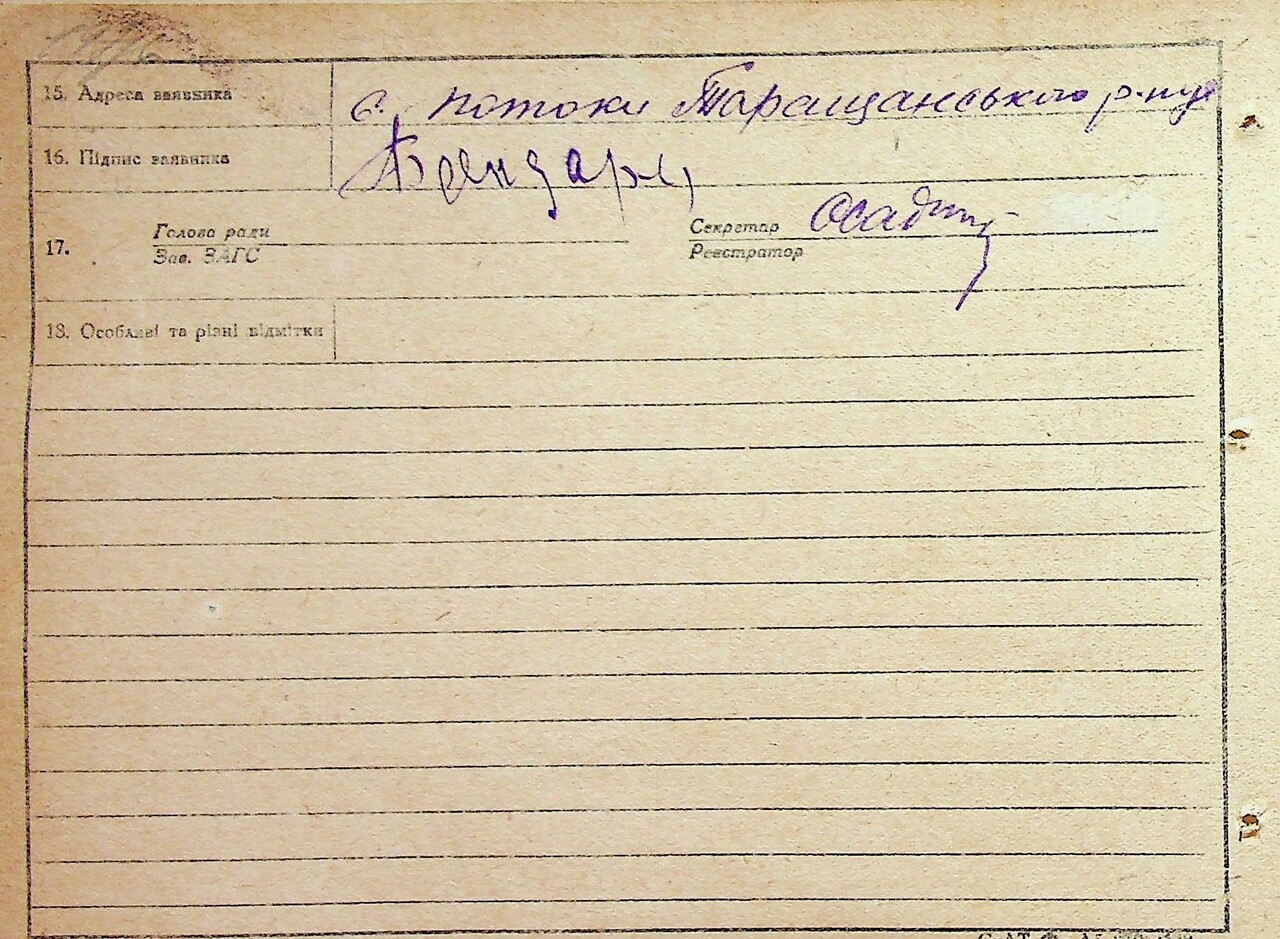 15. Адреса заявника с. Потоки Таращанського р-ну
16. Підпис заявника
17. Голова ради Секретар
Зав. ЗАГС Реєстратор
18. Особливі та різні відмітки